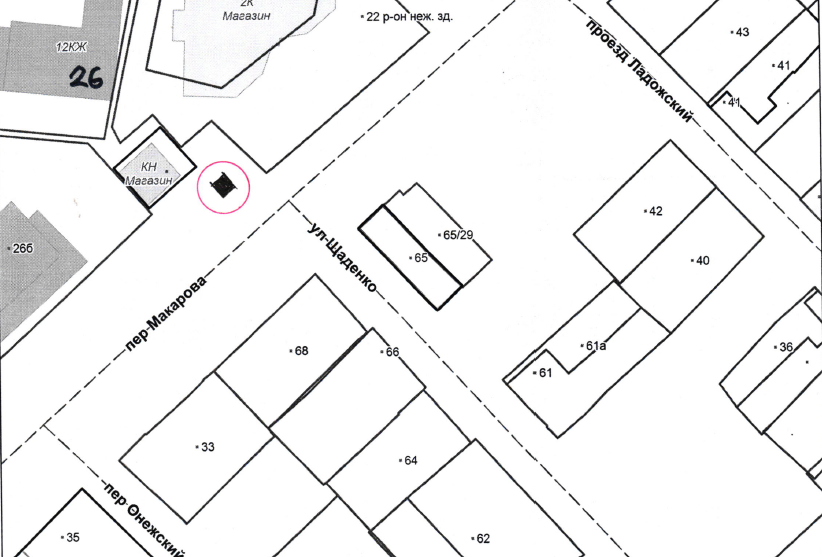 2К
Магазин
22 р-он неж. зд.
12КЖ
26
43
41
41
проезд Ладожский
КН
Магазин
42
65/29
26б
65
40
ул-Щаденко
пер-Макарова
68
66
61а
36
61
33
64
пер Онежский
35
62